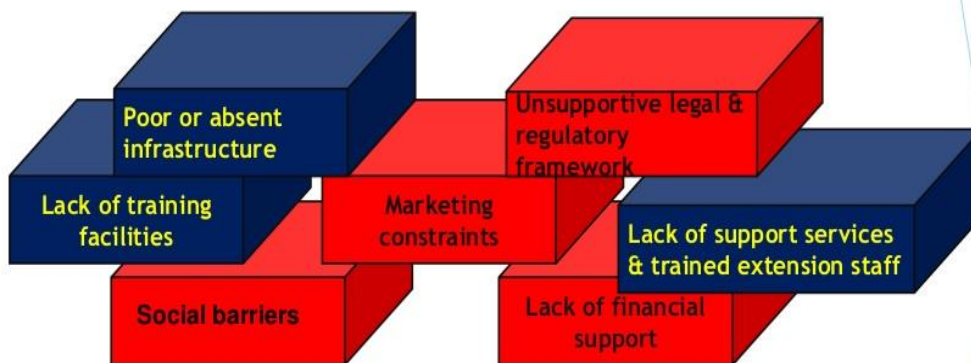 Poor or absent
infrastructure
Unsupportive legal &
regulatory
framework
Lack of training
facilities
Marketing
constraints
Lack of support services
& trained extension staff
Social barriers
Lack of financial
support